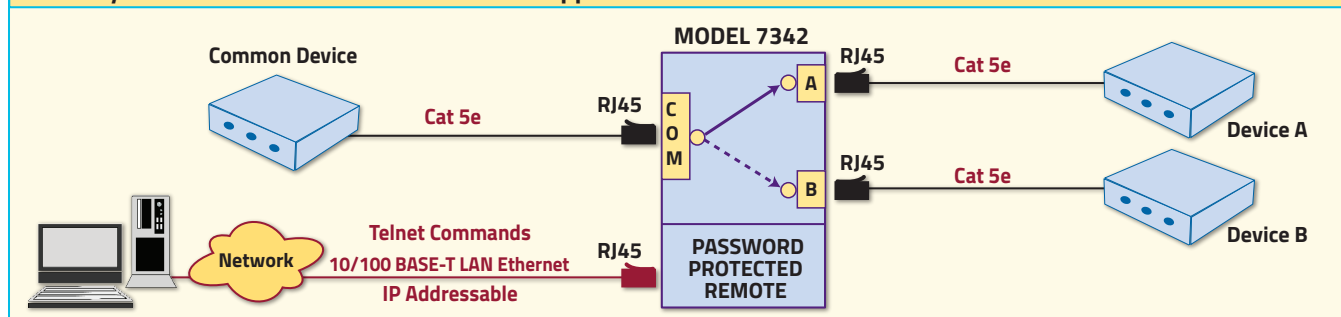 MODEL 7342
Common Device
RJ45
Cat 5e
RJ45
Cat 5e
C
O
M
A
Device A
RJ45
Cat 5e
B
Device B
Telnet Commands
Network
10/100 BASE-T LAN Ethernet
IP Addressable
RJ45
PASSWORD
PROTECTED
REMOTE